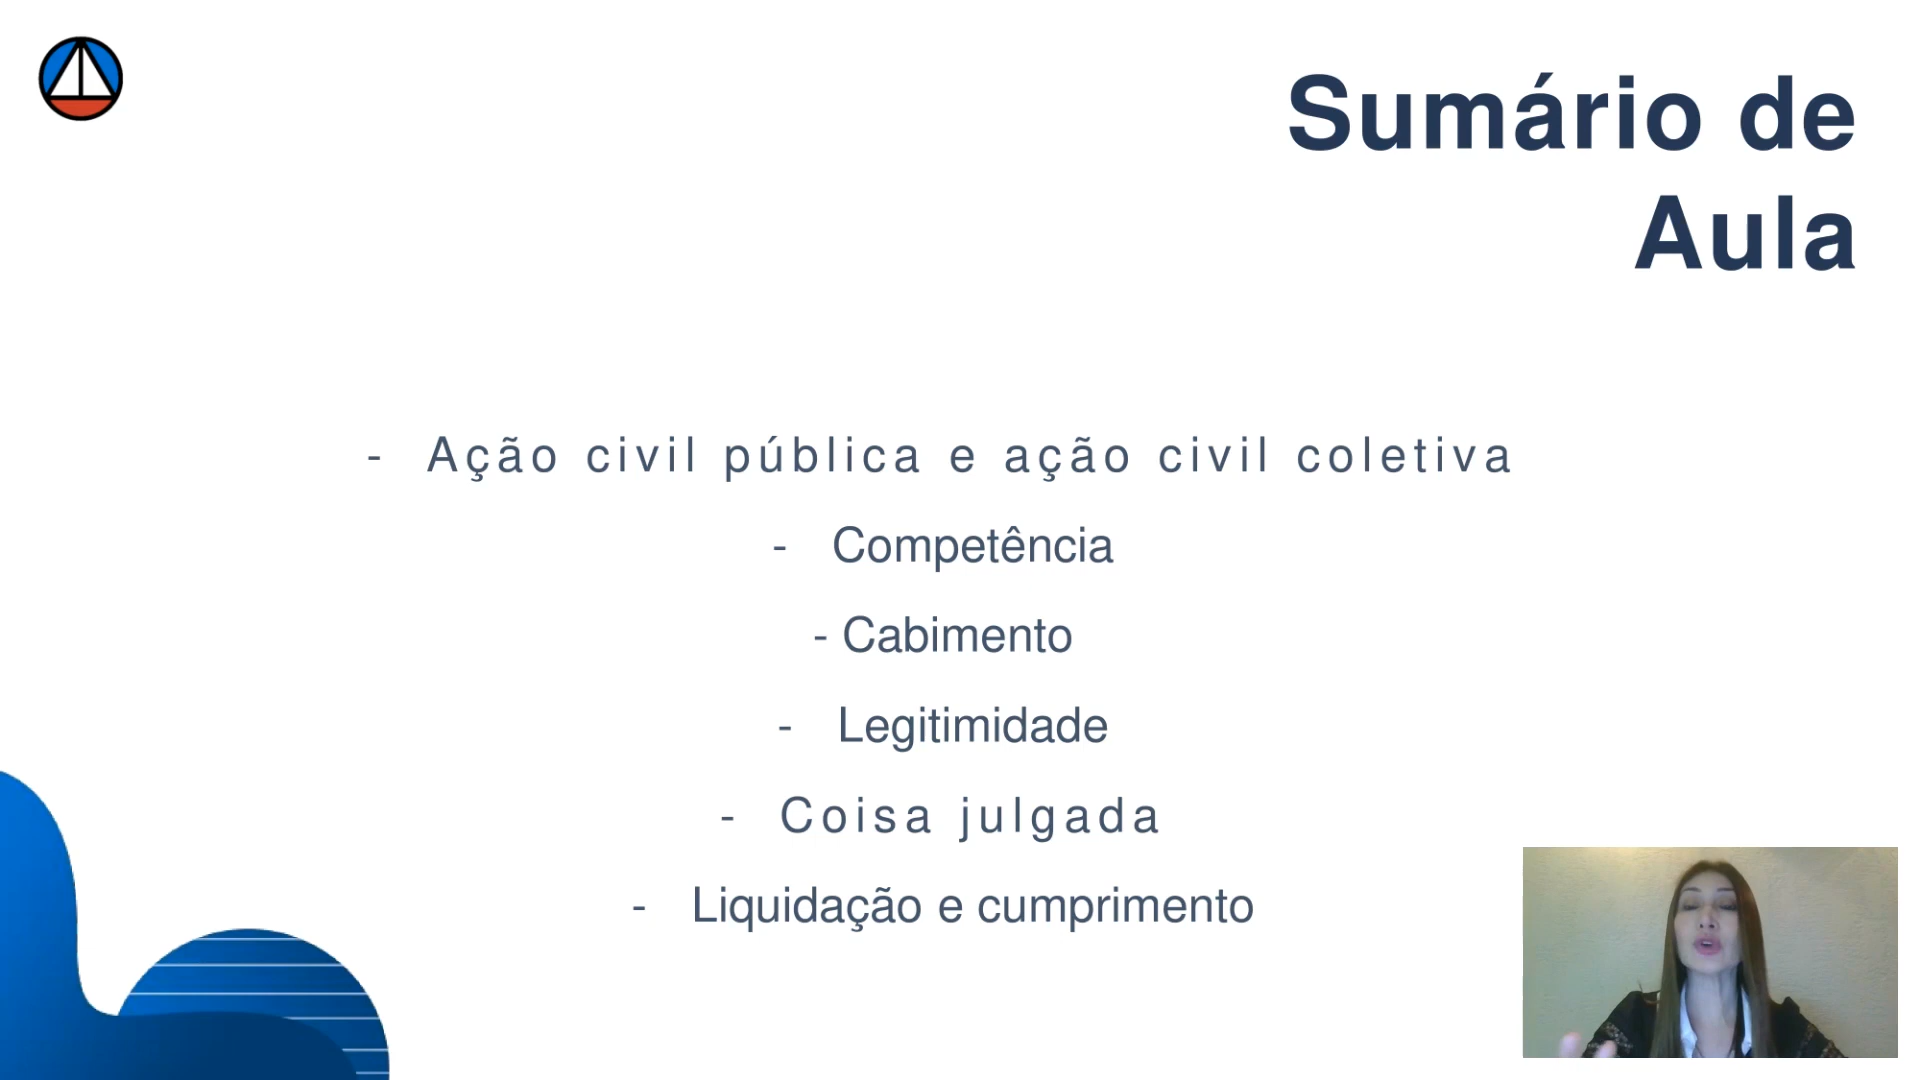 Sumário de
Aula
- Ação civil pública e ação civil coletiva
- Competência
- Cabimento
- Legitimidade
- Coisa julgada
- Liquidação e cumprimento